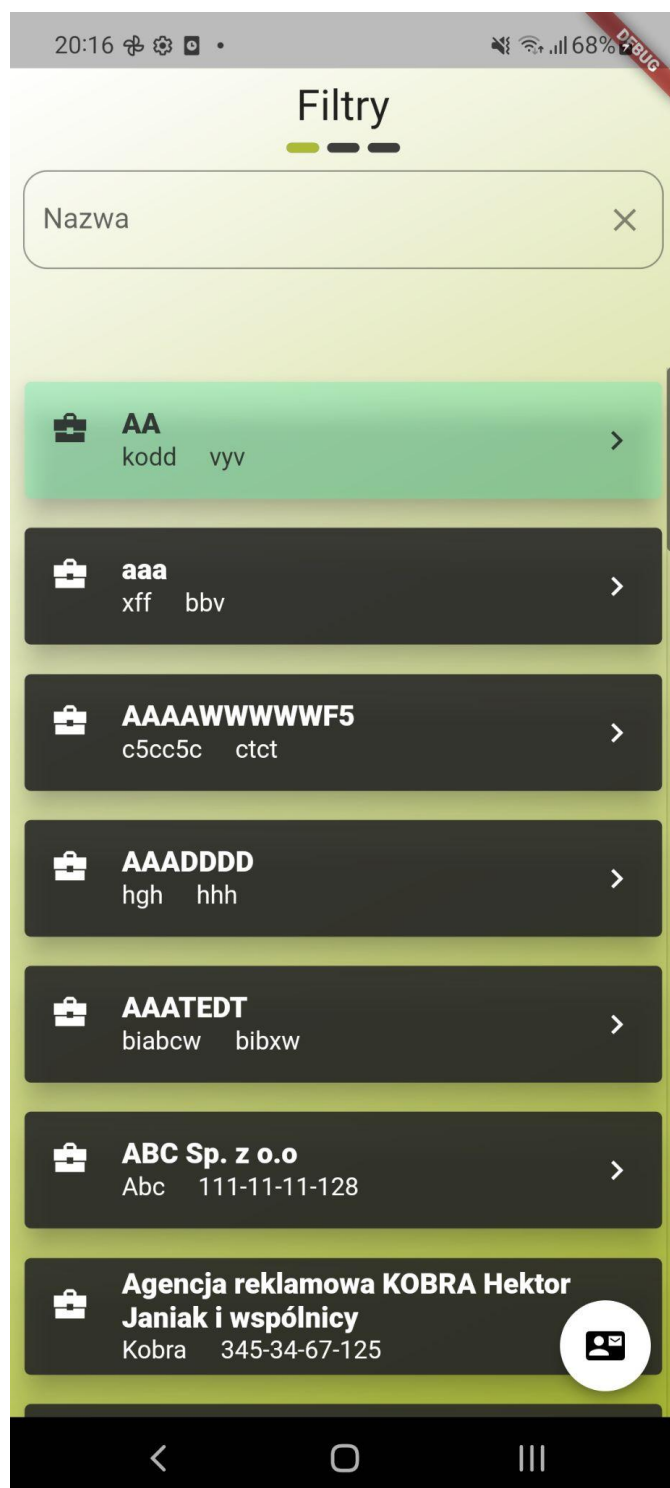 20:16
68%
DEBUG
Filtry
Nazwa
AA
kodd vyv
aaa
xff bbv
AAAAWWWWWF5
c5cc5c ctct
AAADDDD
hgh hhh
AAATEDT
biabcw bibxw
ABC Sp. z o.o
Abc 111-11-11-128
Agencja reklamowa KOBRA Hektor
Janiak i wspólnicy
Kobra 345-34-67-125